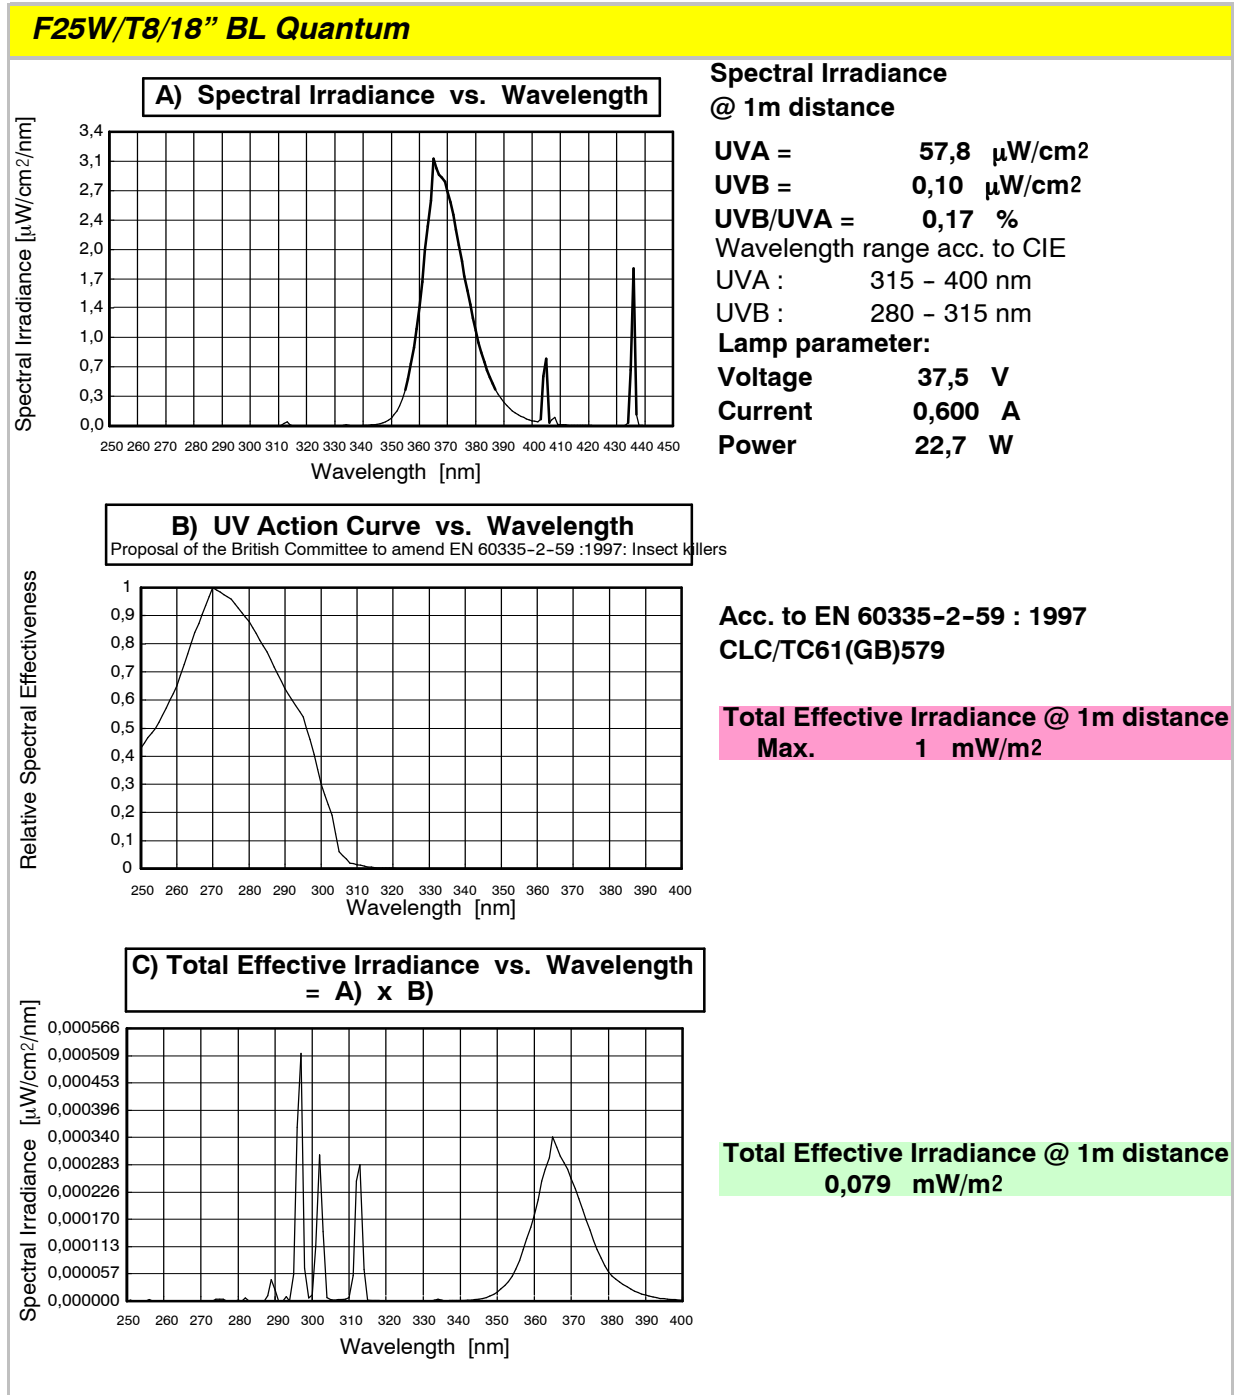 F25W/T8/18” BL Quantum
A) Spectral Irradiance vs. Wavelength
Spectral Irradiance [µW/cm2/nm]
3,4
3,1
2,7
2,4
2,0
1,7
1,4
1,0
0,7
0,3
0,0
250 260 270 280 290 300 310 320 330 340 350 360 370 380 390 400 410 420 430 440 450
Wavelength [nm]
Spectral Irradiance
@ 1m distance
UVA = 57,8 µW/cm2
UVB = 0,10 µW/cm2
UVB/UVA = 0,17 %
Wavelength range acc. to CIE
UVA : 315 - 400 nm
UVB : 280 - 315 nm
Lamp parameter:
Voltage 37,5 V
Current 0,600 A
Power 22,7 W
B) UV Action Curve vs. Wavelength
Proposal of the British Committee to amend EN 60335-2-59 :1997: Insect killers
Relative Spectral Effectiveness
1
0,9
0,8
0,7
0,6
0,5
0,4
0,3
0,2
0,1
0
250 260 270 280 290 300 310 320 330 340 350 360 370 380 390 400
Wavelength [nm]
Acc. to EN 60335-2-59 : 1997
CLC/TC61(GB)579
Total Effective Irradiance @ 1m distance
Max. 1 mW/m2
C) Total Effective Irradiance vs. Wavelength
= A) x B)
Spectral Irradiance [µW/cm2/nm]
0,000566
0,000509
0,000453
0,000396
0,000340
0,000283
0,000226
0,000170
0,000113
0,000057
0,000000
250 260 270 280 290 300 310 320 330 340 350 360 370 380 390 400
Wavelength [nm]
Total Effective Irradiance @ 1m distance
0,079 mW/m2